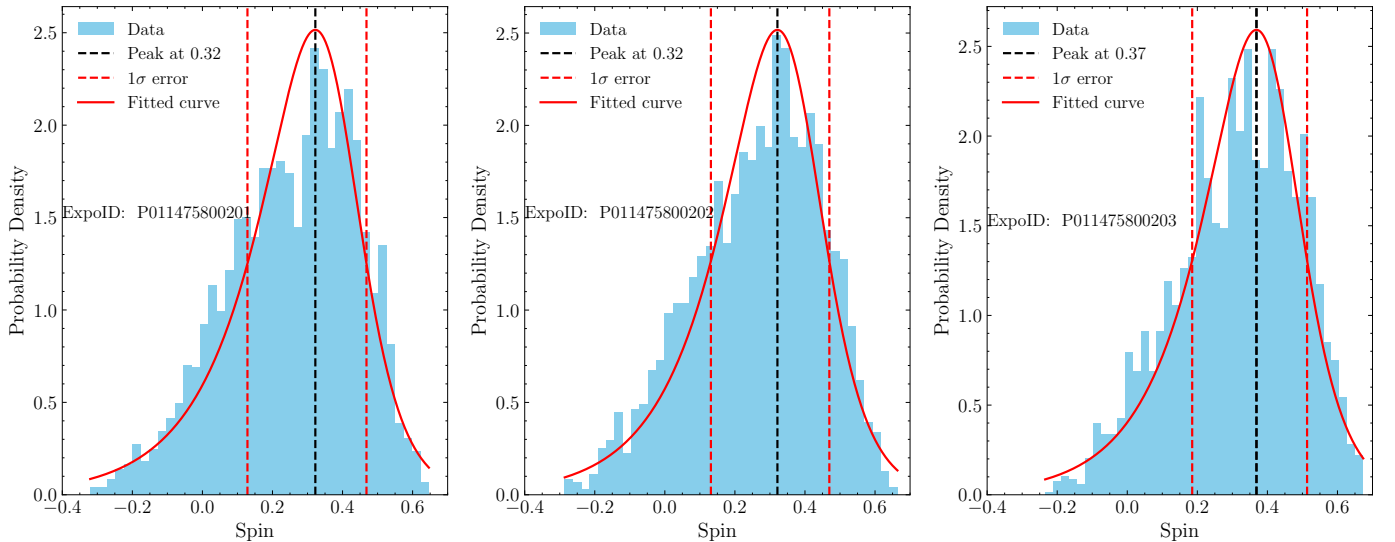 Data
Peak at 0.32
1σ error
Fitted curve
ExpoID: P011475800201
Probability Density
0.0
0.5
1.0
1.5
2.0
2.5
−0.4
−0.2
0.0
0.2
0.4
0.6
Spin
Data
Peak at 0.32
1σ error
Fitted curve
ExpoID: P011475800202
Probability Density
0.0
0.5
1.0
1.5
2.0
2.5
−0.4
−0.2
0.0
0.2
0.4
0.6
Spin
Data
Peak at 0.37
1σ error
Fitted curve
ExpoID: P011475800203
Probability Density
0.0
0.5
1.0
1.5
2.0
2.5
−0.4
−0.2
0.0
0.2
0.4
0.6
Spin